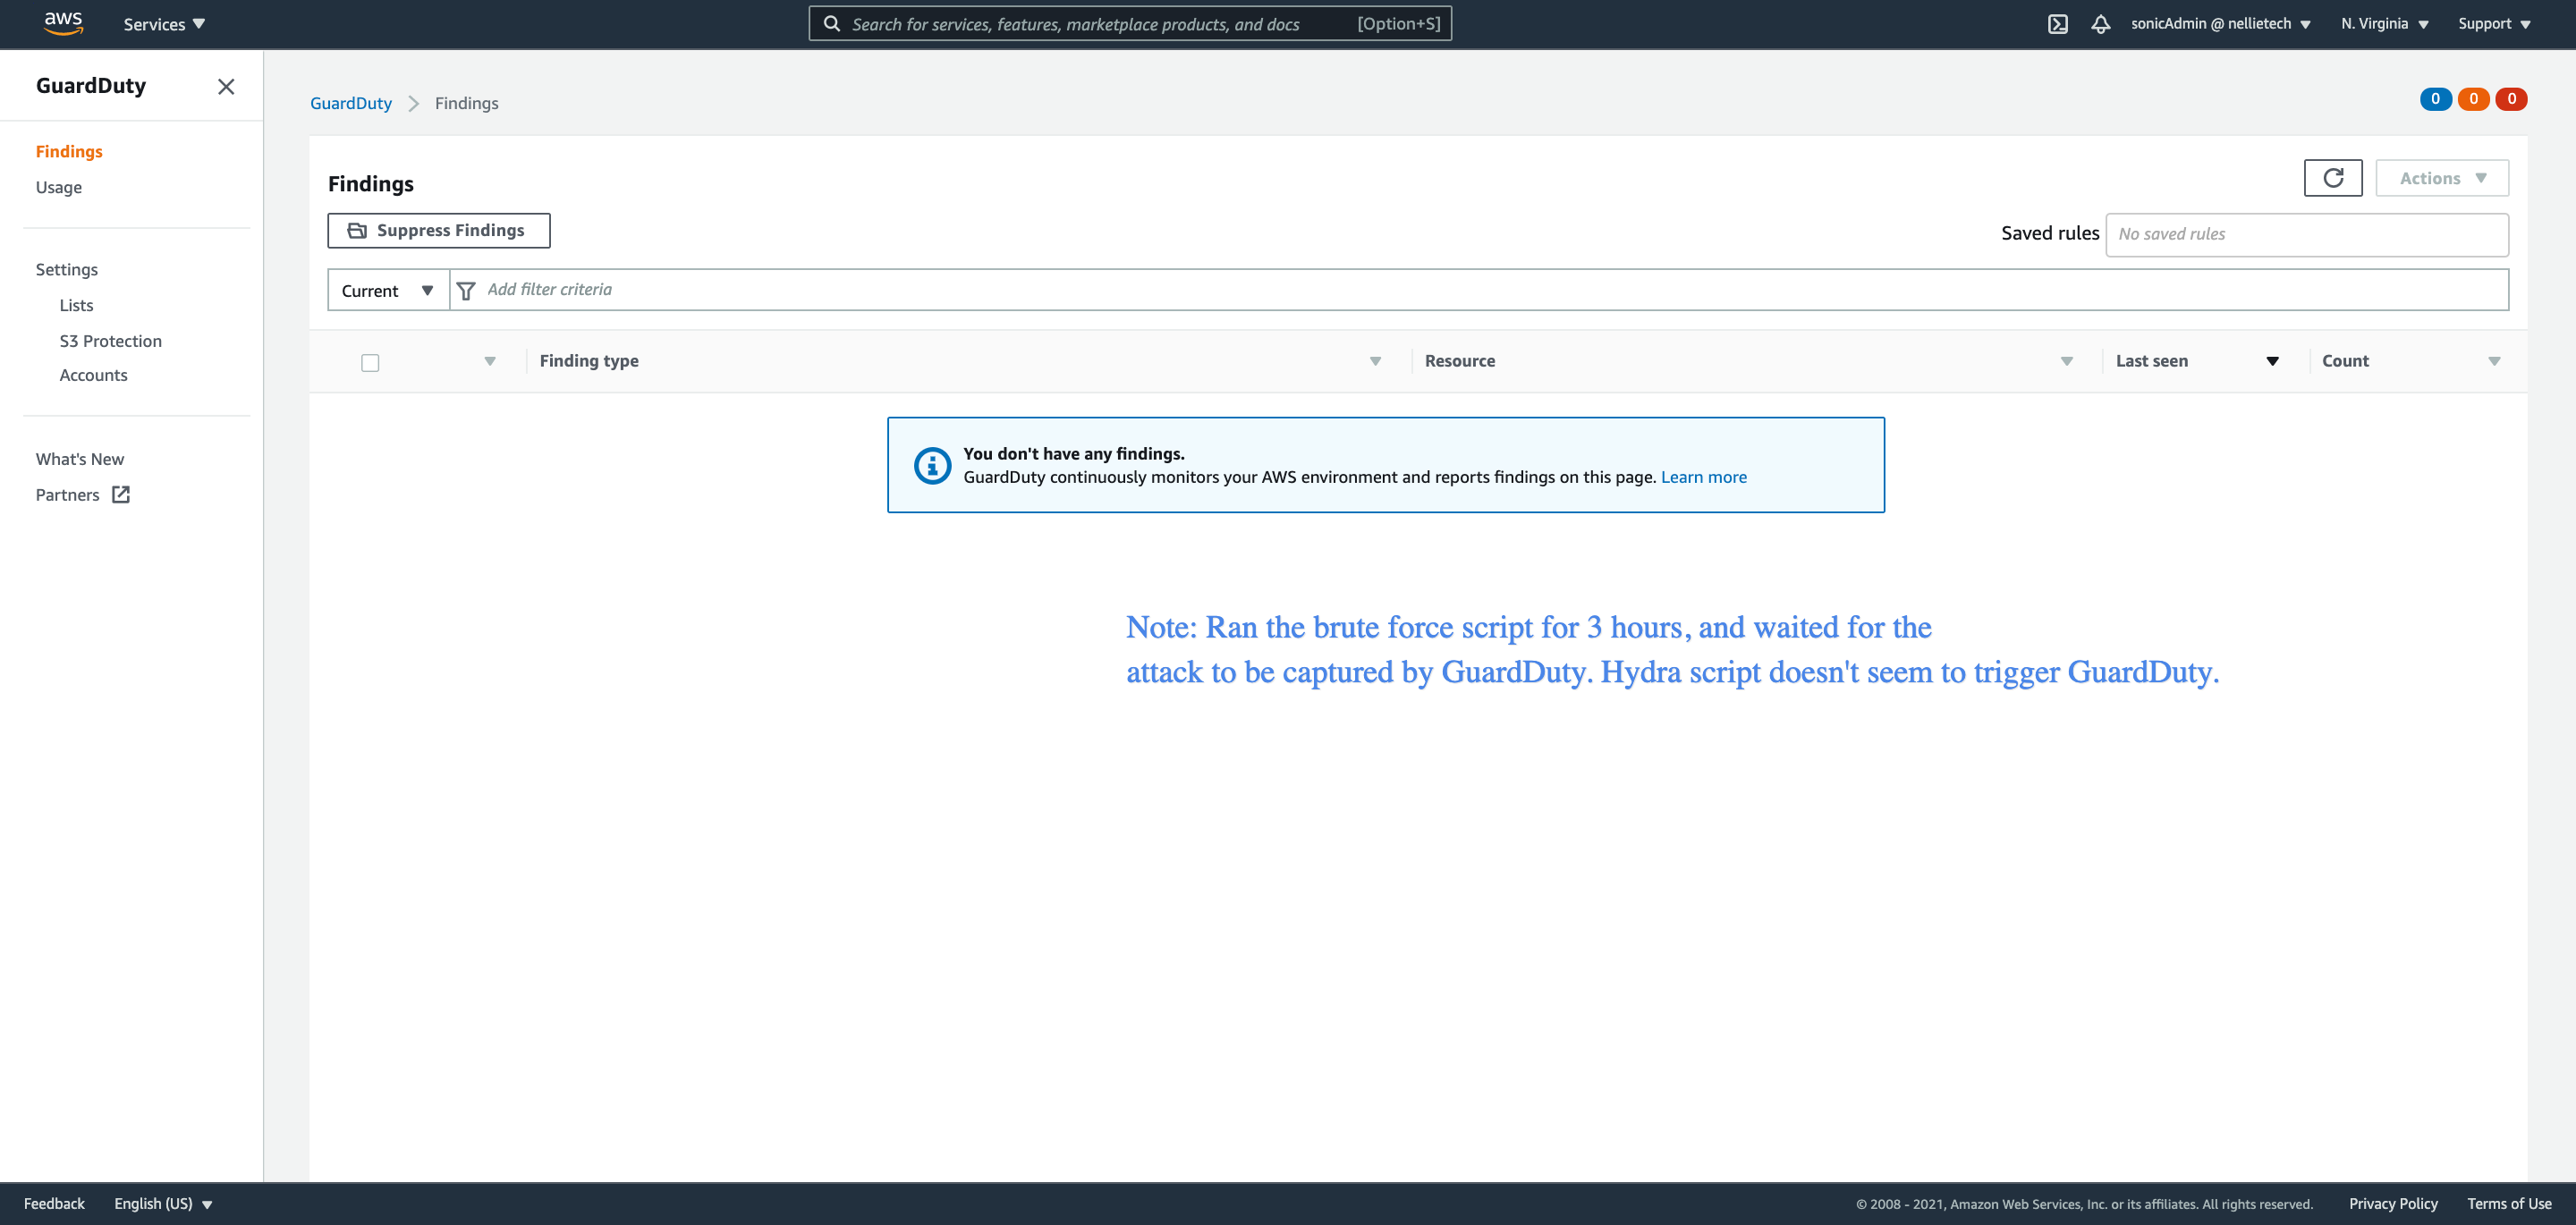 aws
Services
Search for services, features, marketplace products, and docs [Option+S]
sonicAdmin @ nellietech
N. Virginia
Support
GuardDuty
Findings
Usage
Settings
Lists
S3 Protection
Accounts
What's New
Partners
GuardDuty Findings
0 0 0
Findings
Actions
Suppress Findings
Saved rules No saved rules
Current Add filter criteria
Finding type Resource Last seen Count
You don't have any findings.
GuardDuty continuously monitors your AWS environment and reports findings on this page. Learn more
Note: Ran the brute force script for 3 hours, and waited for the
attack to be captured by GuardDuty. Hydra script doesn't seem to trigger GuardDuty.
Feedback English (US) © 2008 - 2021, Amazon Web Services, Inc. or its affiliates. All rights reserved. Privacy Policy Terms of Use